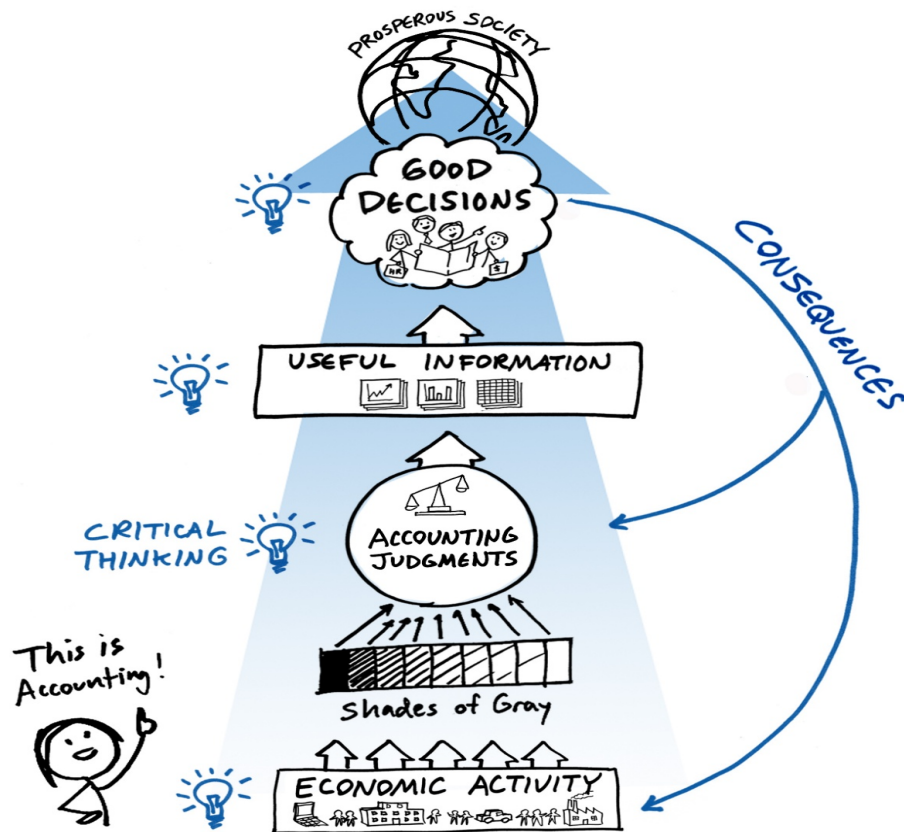 PROSPEROUS SOCIETY
GOOD
DECISIONS
HR
$
CONSEQUENCES
USEFUL INFORMATION
CRITICAL
THINKING
ACCOUNTING
JUDGMENTS
This is
Accounting!
Shades of Gray
ECONOMIC ACTIVITY